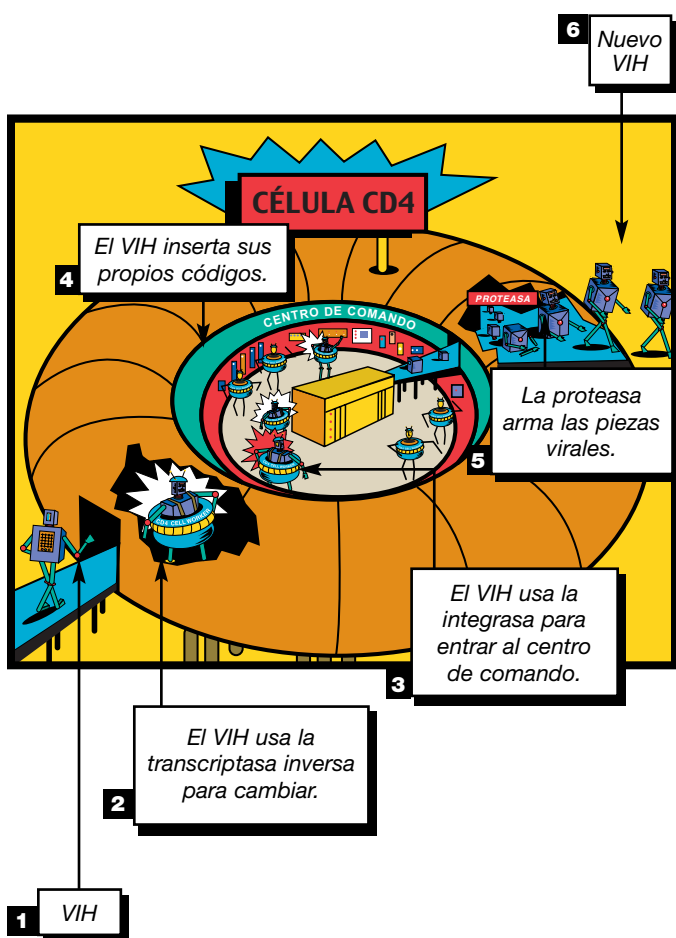 6
Nuevo
VIH
CÉLULA CD4
4
El VIH inserta sus
propios códigos.
CENTRO DE COMANDO
PROTEASA
5
La proteasa
arma las piezas
virales.
CD4 CELL WORKER
3
El VIH usa la
integrasa para
entrar al centro
de comando.
2
El VIH usa la
transcriptasa inversa
para cambiar.
1
VIH